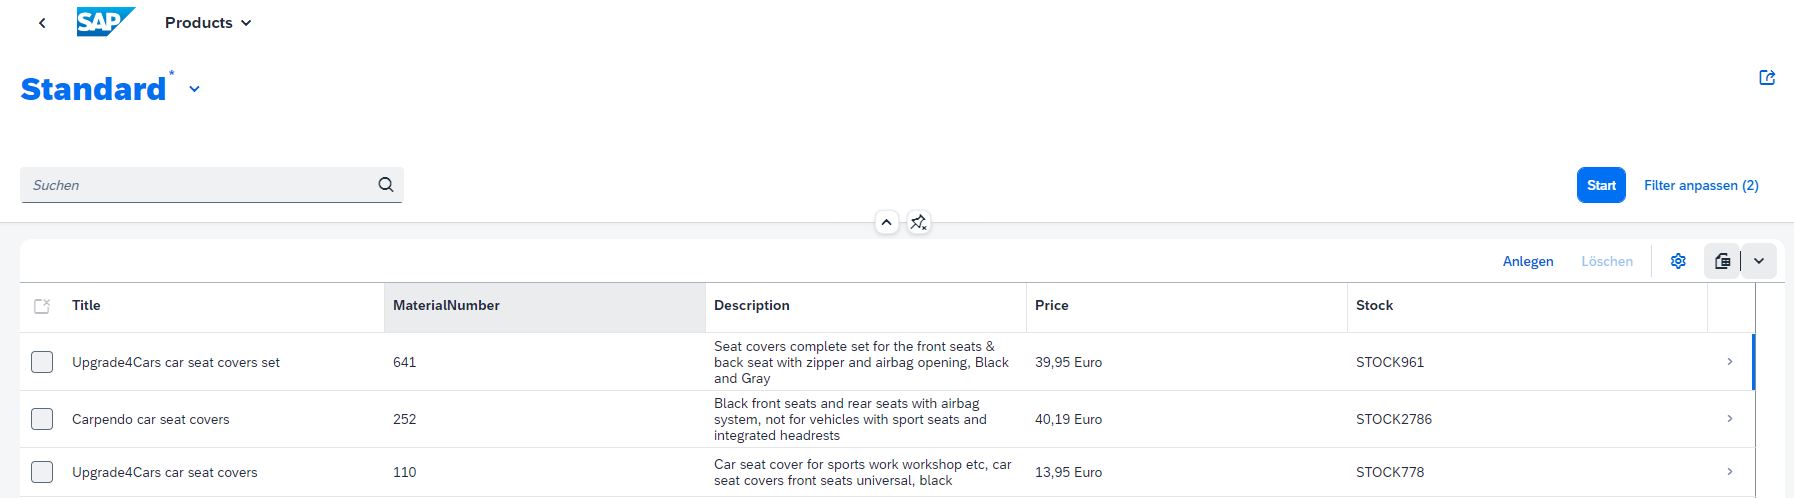 SAP Products
Standard *
Suchen
Start Filter anpassen (2)
Anlegen Löschen
Title MaterialNumber Description Price Stock
Upgrade4Cars car seat covers set 641 Seat covers complete set for the front seats &
back seat with zipper and airbag opening, Black
and Gray 39,95 Euro STOCK961
Carpendo car seat covers 252 Black front seats and rear seats with airbag
system, not for vehicles with sport seats and
integrated headrests 40,19 Euro STOCK2786
Upgrade4Cars car seat covers 110 Car seat cover for sports work workshop etc, car
seat covers front seats universal, black 13,95 Euro STOCK778